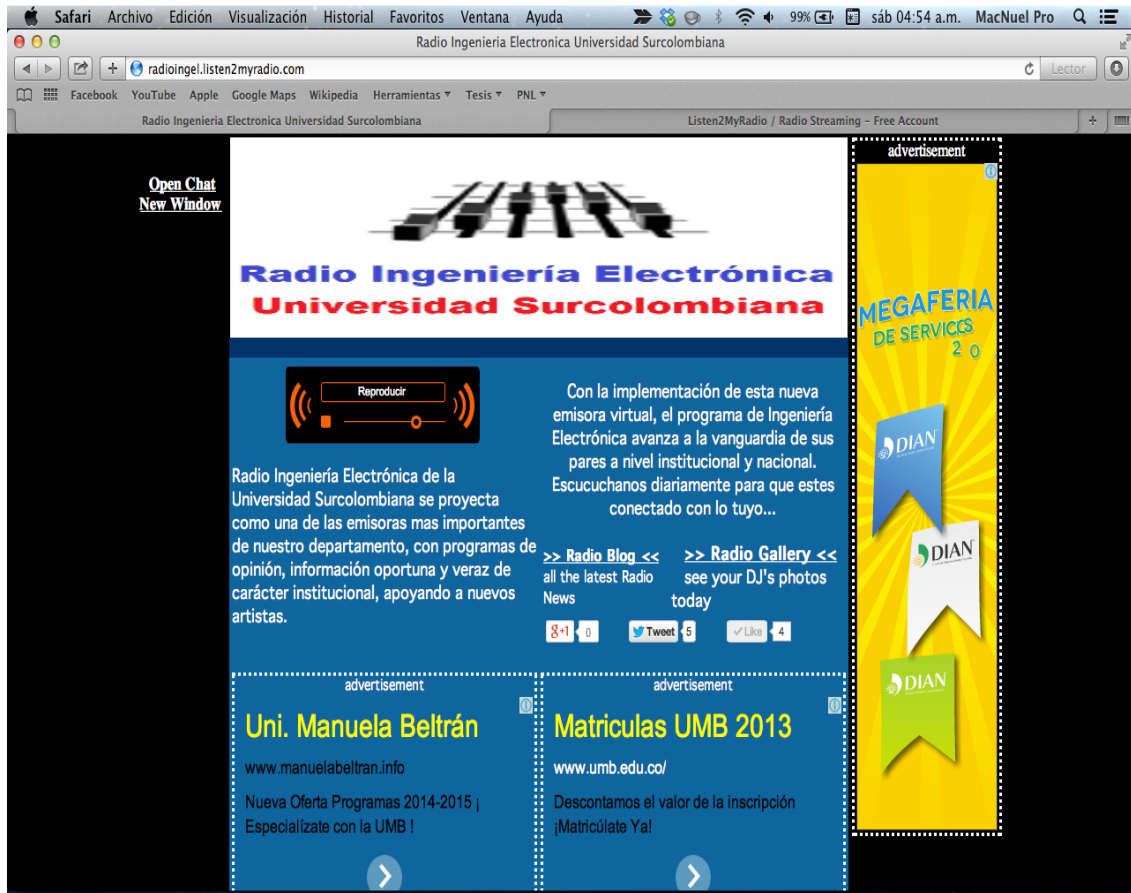 Safari Archivo Edición Visualización Historial Favoritos Ventana Ayuda 99% sáb 04:54 a.m. MacNuel Pro
Radio Ingenieria Electronica Universidad Surcolombiana
radioingel.listen2myradio.com Lector
Facebook YouTube Apple Google Maps Wikipedia Herramientas Tesis PNL
Radio Ingenieria Electronica Universidad Surcolombiana Listen2MyRadio / Radio Streaming – Free Account
Open Chat
New Window
Radio Ingeniería Electrónica
Universidad Surcolombiana
Reproducir
Radio Ingeniería Electrónica de la
Universidad Surcolombiana se proyecta
como una de las emisoras mas importantes
de nuestro departamento, con programas de
opinión, información oportuna y veraz de
carácter institucional, apoyando a nuevos
artistas.
Con la implementación de esta nueva
emisora virtual, el programa de Ingeniería
Electrónica avanza a la vanguardia de sus
pares a nivel institucional y nacional.
Escucuchanos diariamente para que estes
conectado con lo tuyo...
>> Radio Blog <<
all the latest Radio
News
>> Radio Gallery <<
see your DJ's photos
today
g+1 0 Tweet 5 Like 4
advertisement
Uni. Manuela Beltrán
www.manuelabeltran.info
Nueva Oferta Programas 2014-2015 ¡
Especialízate con la UMB !
advertisement
Matriculas UMB 2013
www.umb.edu.co/
Descontamos el valor de la inscripción
¡Matricúlate Ya!
advertisement
MEGAFERIA
DE
2 0
DIAN
DIAN
DIAN